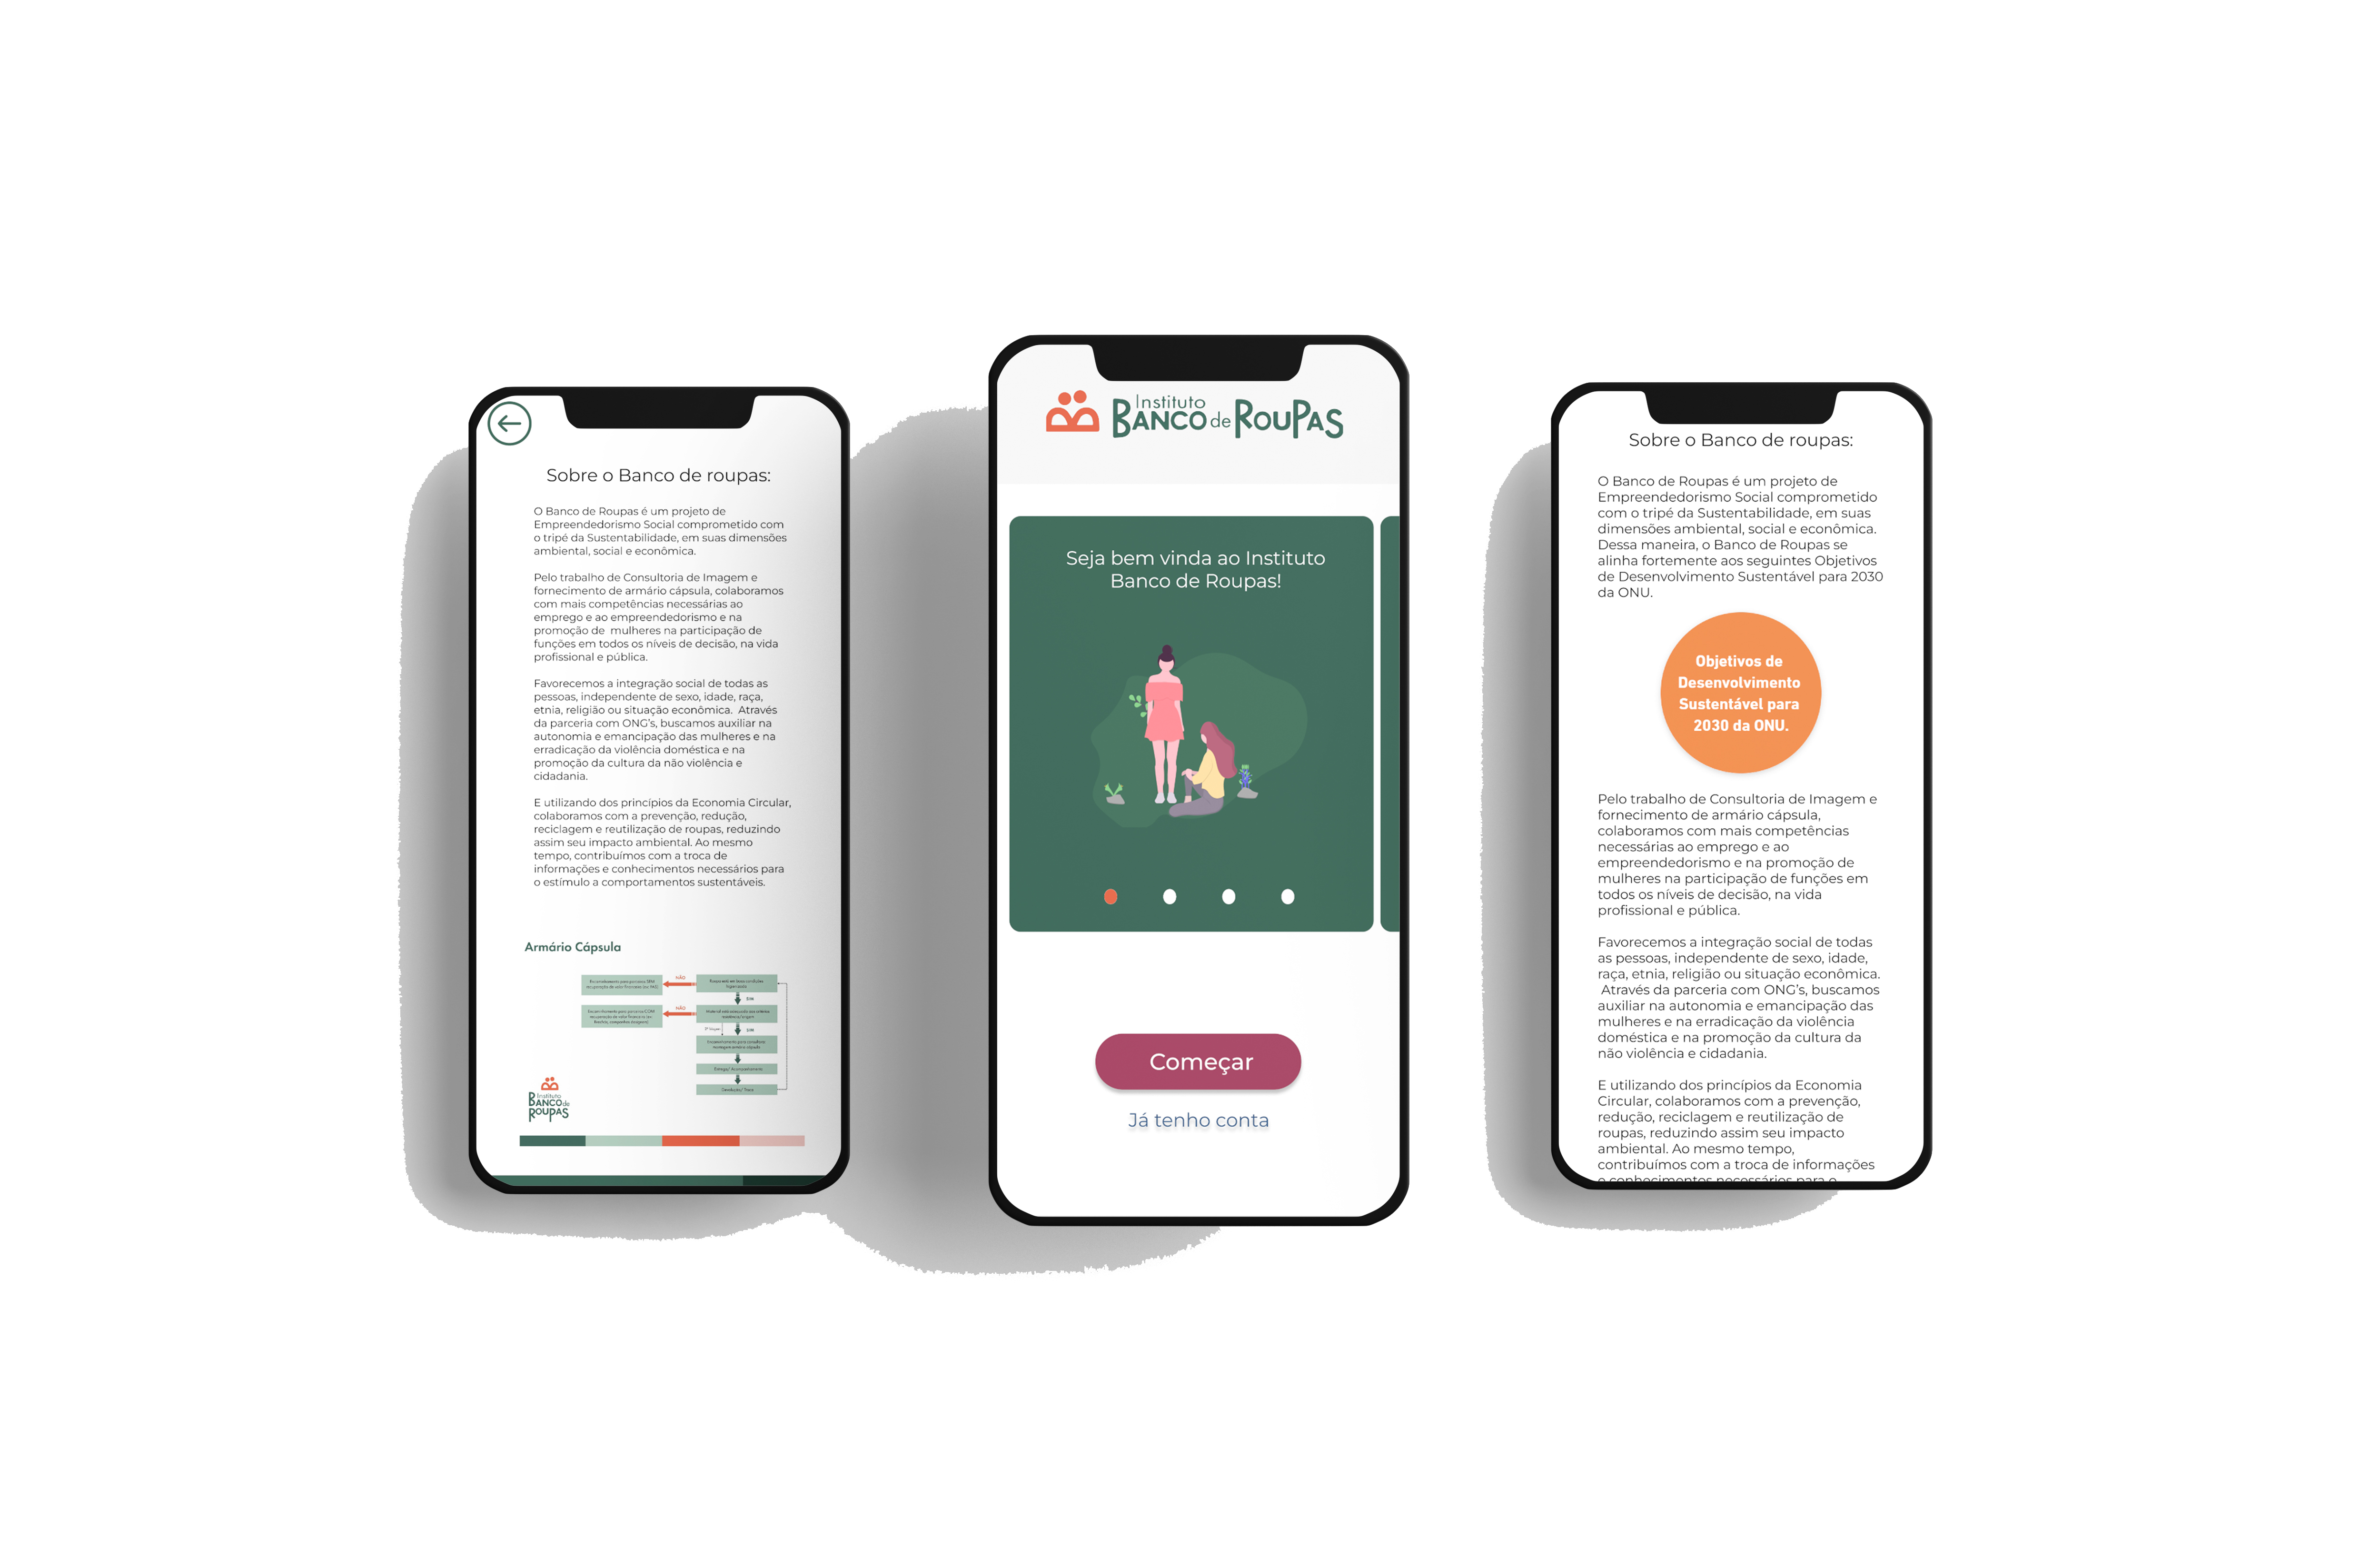 Sobre o Banco de roupas:
O Banco de Roupas é um projeto de
Empreendedorismo Social comprometido com
o tripé da Sustentabilidade, em suas dimensões
ambiental, social e econômica.
Pelo trabalho de Consultoria de Imagem e
fornecimento de armário cápsula, colaboramos
com mais competências necessárias ao
emprego e ao empreendedorismo e na
promoção de  mulheres na participação de
funções em todos os níveis de decisão, na vida
profissional e pública.
Favorecemos a integração social de todas as
pessoas, independente de sexo, idade, raça,
etnia, religião ou situação econômica.  Através
da parceria com ONG's, buscamos auxiliar na
autonomia e emancipação das mulheres e na
erradicação da violência doméstica e na
promoção da cultura da não violência e
cidadania.
E utilizando dos princípios da Economia Circular,
colaboramos com a prevenção, redução,
reciclagem e reutilização de roupas, reduzindo
assim seu impacto ambiental. Ao mesmo
tempo, contribuímos com a troca de
informações e conhecimentos necessários para
o estímulo a comportamentos sustentáveis.
Armário Cápsula
NÃO
SIM
NÃO
SIM
Instituto
BANCO de
ROUPAS
Instituto
BANCO de ROUPAS
Seja bem vinda ao Instituto
Banco de Roupas!
Começar
Já tenho conta
Sobre o Banco de roupas:
O Banco de Roupas é um projeto de
Empreendedorismo Social comprometido
com o tripé da Sustentabilidade, em suas
dimensões ambiental, social e econômica.
Dessa maneira, o Banco de Roupas se
alinha fortemente aos seguintes Objetivos
de Desenvolvimento Sustentável para 2030
da ONU.
Objetivos de
Desenvolvimento
Sustentável para
2030 da ONU.
Pelo trabalho de Consultoria de Imagem e
fornecimento de armário cápsula,
colaboramos com mais competências
necessárias ao emprego e ao
empreendedorismo e na promoção de
mulheres na participação de funções em
todos os níveis de decisão, na vida
profissional e pública.
Favorecemos a integração social de todas
as pessoas, independente de sexo, idade,
raça, etnia, religião ou situação econômica.
Através da parceria com ONG's, buscamos
auxiliar na autonomia e emancipação das
mulheres e na erradicação da violência
doméstica e na promoção da cultura da
não violência e cidadania.
E utilizando dos princípios da Economia
Circular, colaboramos com a prevenção,
redução, reciclagem e reutilização de
roupas, reduzindo assim seu impacto
ambiental. Ao mesmo tempo,
contribuímos com a troca de informações
e conhecimentos necessários para o